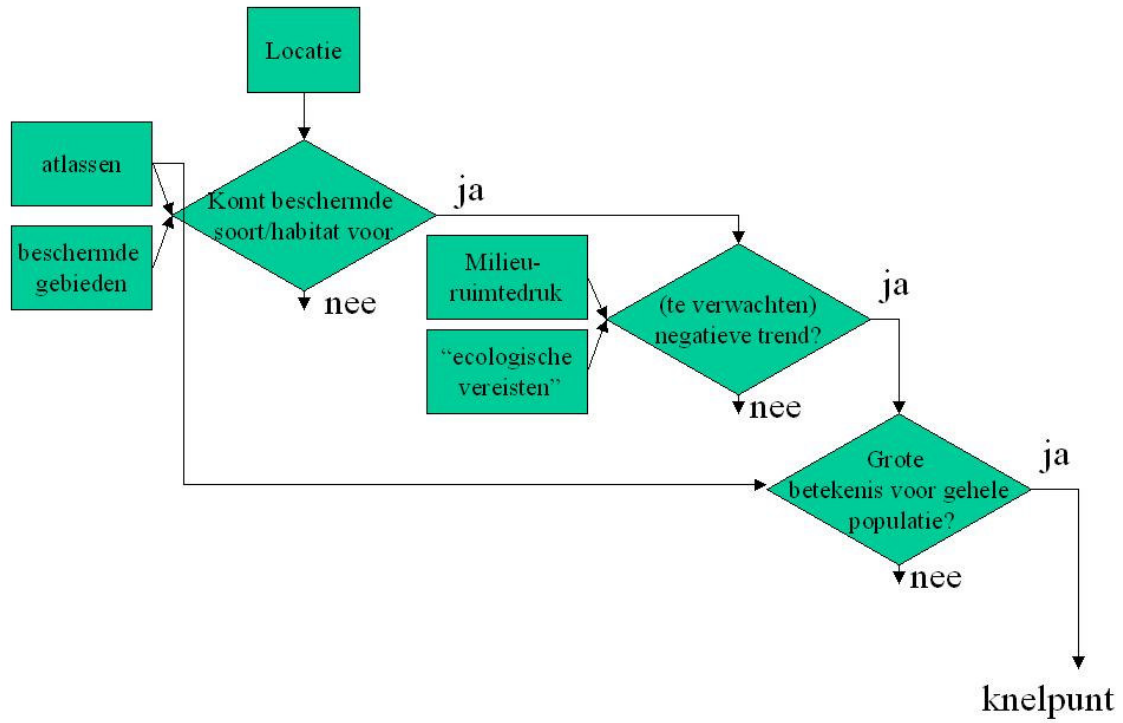 Locatie
atlassen
beschermde
gebieden
Komt beschermde
soort/habitat voor
ja
nee
Milieu-
ruimtedruk
“ecologische
vereisten”
(te verwachten)
negatieve trend?
ja
nee
Grote
betekenis voor gehele
populatie?
ja
nee
knelpunt